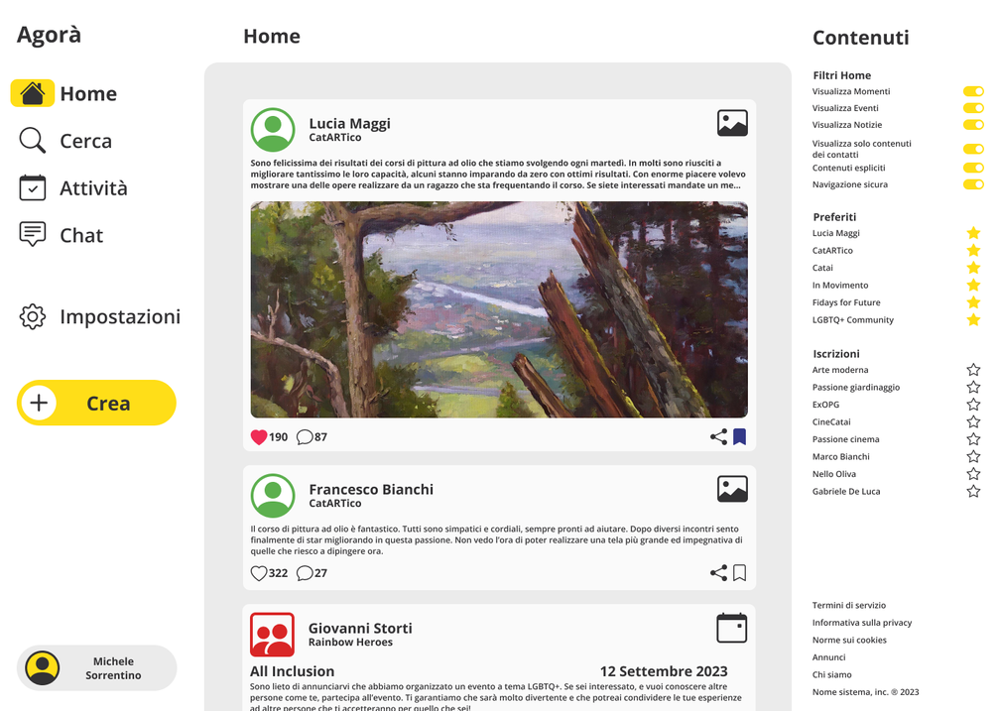 Agorà
Home
Cerca
Attività
Chat
Impostazioni
Crea
Michele
Sorrentino
Home
Lucia Maggi
CatARTico
Sono felicissima dei risultati dei corsi di pittura ad olio che stiamo svolgendo ogni martedì. In molti sono riusciti a
migliorare tantissimo le loro capacità, alcuni stanno imparando da zero con ottimi risultati. Con enorme piacere volevo
mostrare una delle opere realizzare da un ragazzo che sta frequentando il corso. Se siete interessati mandate un me...
190 87
Francesco Bianchi
CatARTico
Il corso di pittura ad olio è fantastico. Tutti sono simpatici e cordiali, sempre pronti ad aiutare. Dopo diversi incontri sento
finalmente di star migliorando in questa passione. Non vedo l'ora di poter realizzare una tela più grande ed impegnativa di
quelle che riesco a dipingere ora.
322 27
Giovanni Storti
Rainbow Heroes
All Inclusion 12 Settembre 2023
Sono lieto di annunciarvi che abbiamo organizzato un evento a tema LGBTQ+. Se sei interessato, e vuoi conoscere altre
persone come te, partecipa all'evento. Ti garantiamo che sarà molto divertente e che potreai condividere le tue esperienze
ad altre persone che ti accetteranno per quello che sei!
Contenuti
Filtri Home
Visualizza Momenti
Visualizza Eventi
Visualizza Notizie
Visualizza solo contenuti
dei contatti
Contenuti espliciti
Navigazione sicura
Preferiti
Lucia Maggi
CatARTico
Catai
In Movimento
Fidays for Future
LGBTQ+ Community
Iscrizioni
Arte moderna
Passione giardinaggio
ExOPG
CineCatai
Passione cinema
Marco Bianchi
Nello Oliva
Gabriele De Luca
Termini di servizio
Informativa sulla privacy
Norme sui cookies
Annunci
Chi siamo
Nome sistema, inc. ® 2023